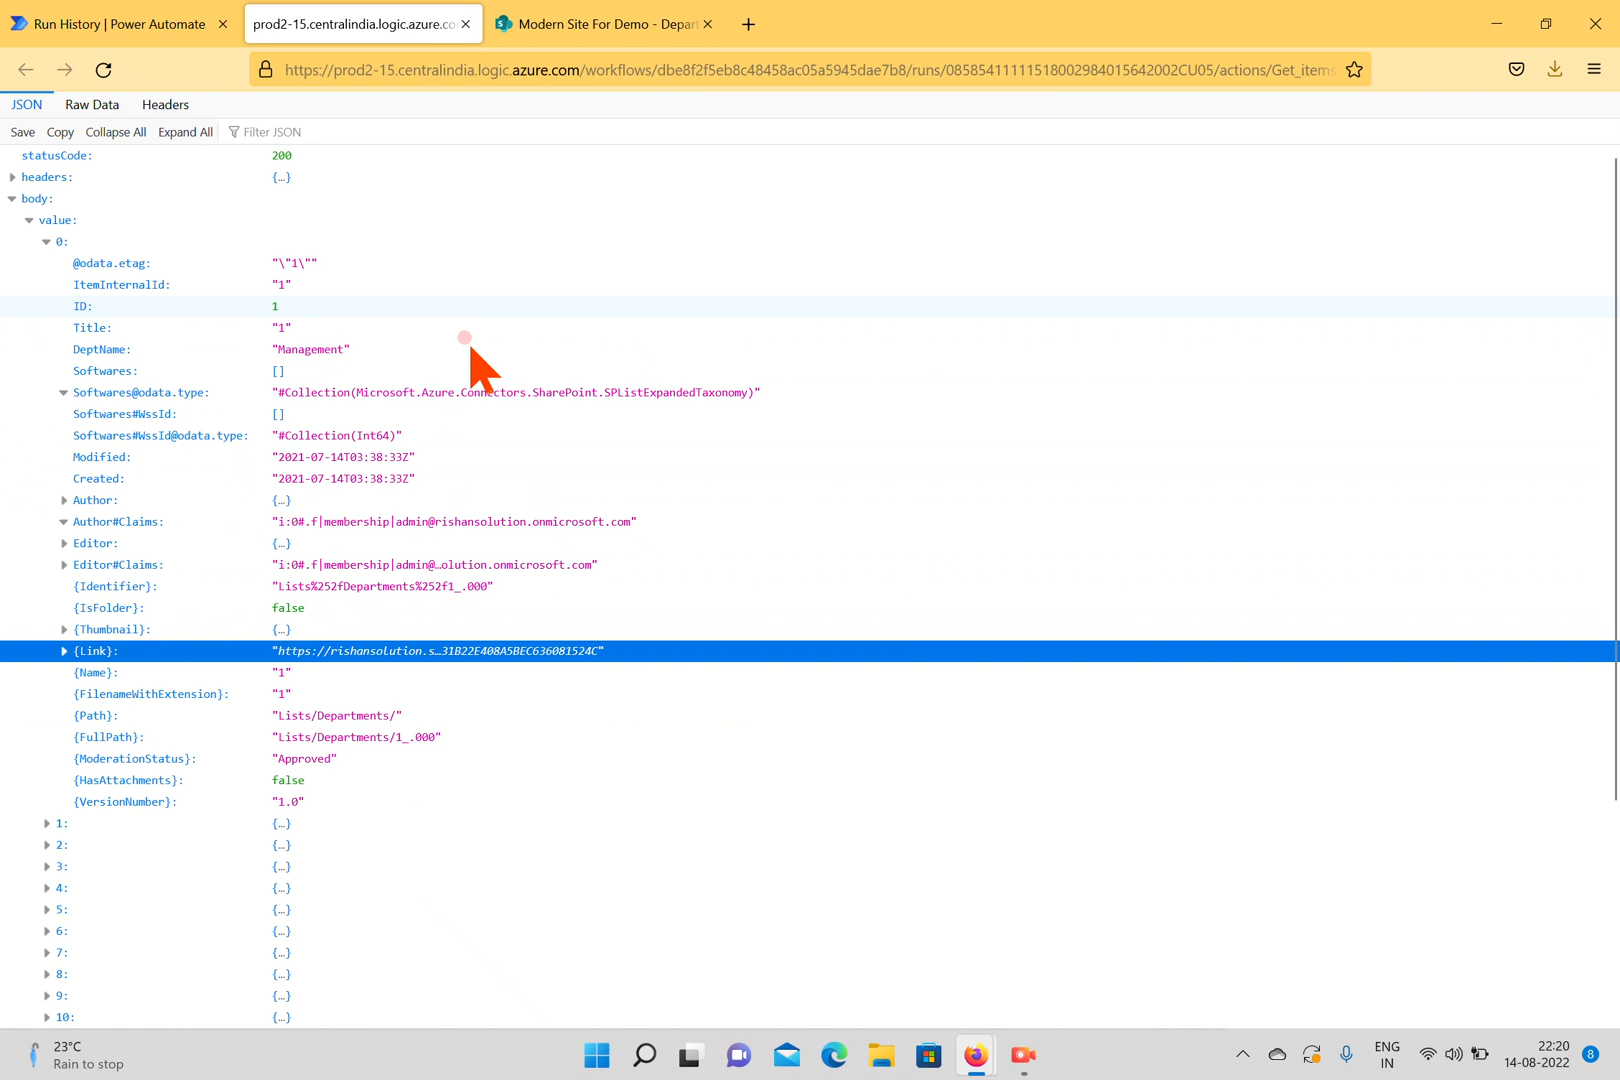 Run History | Power Automate
prod2-15.centralindia.logic.azure.co
Modern Site For Demo - Depar
https://prod2-15.centralindia.logic.azure.com/workflows/dbe8f2f5eb8c48458ac05a5945dae7b8/runs/08585411111518002984015642002CU05/actions/Get_items
JSON Raw Data Headers
Save Copy Collapse All Expand All Filter JSON
statusCode: 200
headers: {…}
body:
value:
0:
@odata.etag: "\"1\""
ItemInternalId: "1"
ID: 1
Title: "1"
DeptName: "Management"
Softwares: []
Softwares@odata.type: "#Collection(Microsoft.Azure.Connectors.SharePoint.SPListExpandedTaxonomy)"
Softwares#WssId: []
Softwares#WssId@odata.type: "#Collection(Int64)"
Modified: "2021-07-14T03:38:33Z"
Created: "2021-07-14T03:38:33Z"
Author: {…}
Author#Claims: "i:0#.f|membership|admin@rishansolution.onmicrosoft.com"
Editor: {…}
Editor#Claims: "i:0#.f|membership|admin@…olution.onmicrosoft.com"
{Identifier}: "Lists%252fDepartments%252f1_.000"
{IsFolder}: false
{Thumbnail}: {…}
{Link}: "https://rishansolution.s…31B22E408A5BEC636081524C"
{Name}: "1"
{FilenameWithExtension}: "1"
{Path}: "Lists/Departments/"
{FullPath}: "Lists/Departments/1_.000"
{ModerationStatus}: "Approved"
{HasAttachments}: false
{VersionNumber}: "1.0"
1: {…}
2: {…}
3: {…}
4: {…}
5: {…}
6: {…}
7: {…}
8: {…}
9: {…}
10: {…}
23°C
Rain to stop
ENG
IN
22:20
14-08-2022
8